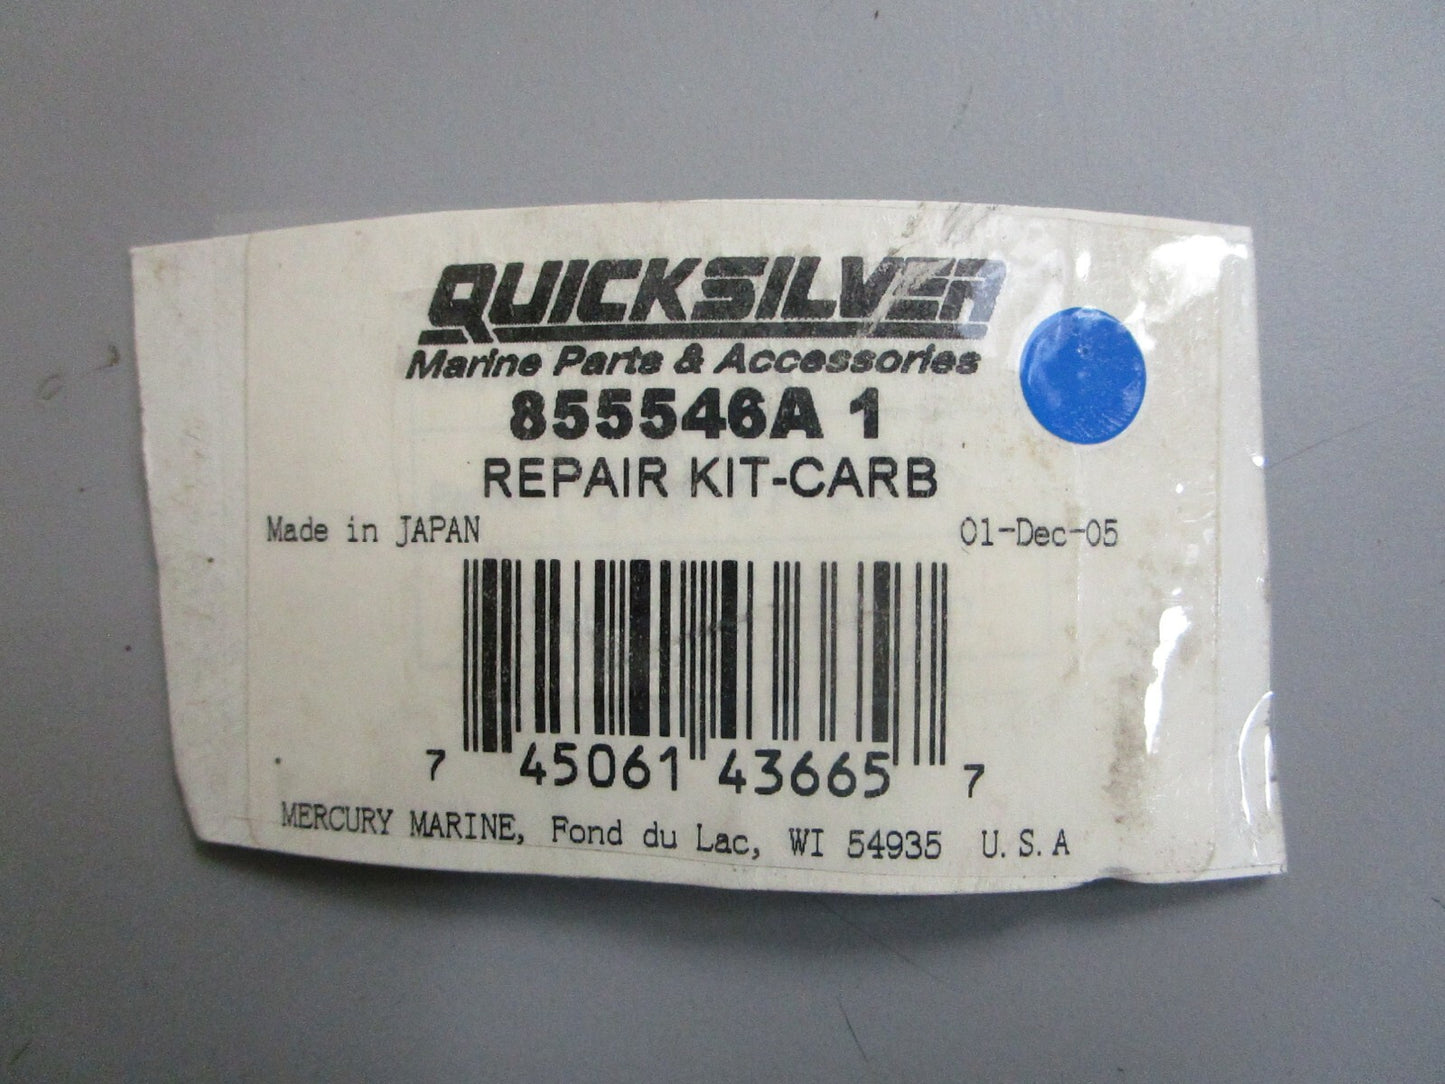 QUICKSILVER
Marine Parts & Accessories
855546A 1
REPAIR KIT-CARB
Made in JAPAN 01-Dec-05
7 45061 43665 7
MERCURY MARINE, Fond du Lac, WI 54935 U.S.A